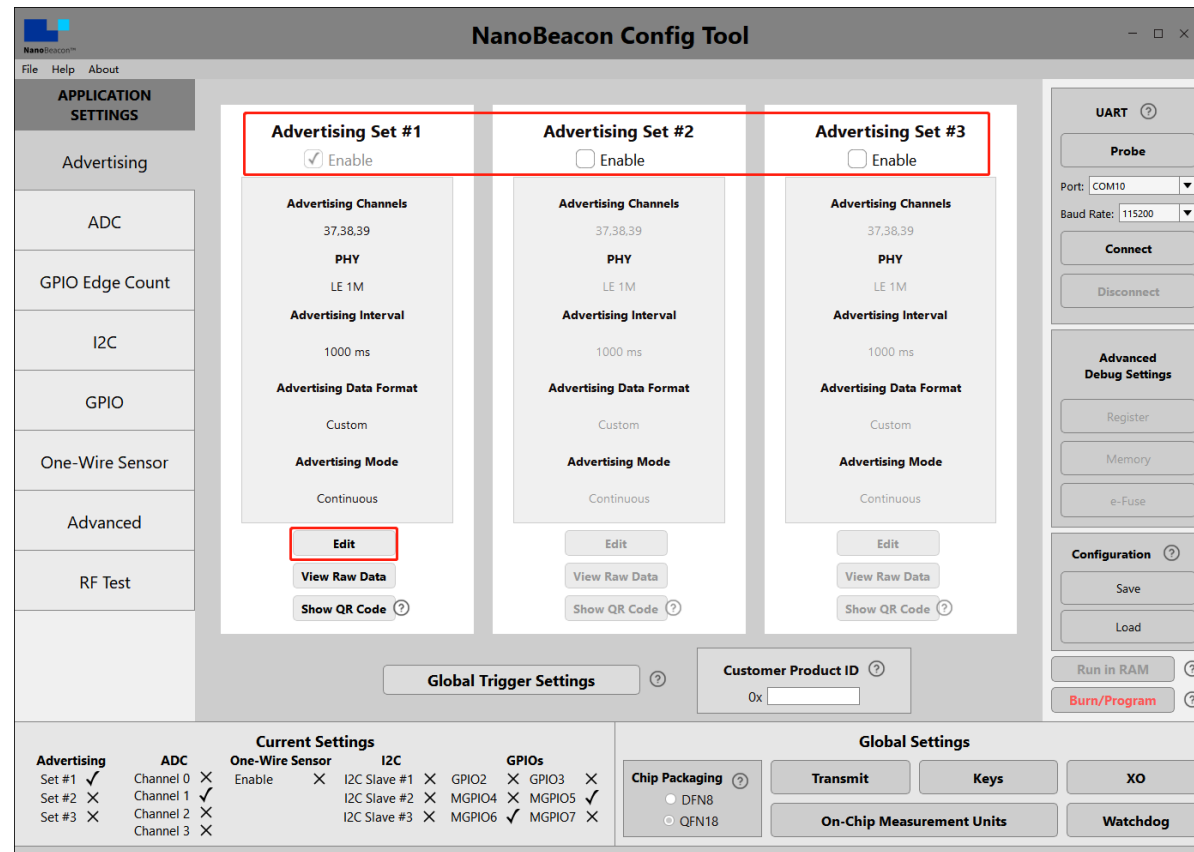 NanoBeacon™
NanoBeacon Config Tool
File Help About
APPLICATION
SETTINGS
Advertising
ADC
GPIO Edge Count
I2C
GPIO
One-Wire Sensor
Advanced
RF Test
Advertising Set #1
Enable
Advertising Channels
37,38,39
PHY
LE 1M
Advertising Interval
1000 ms
Advertising Data Format
Custom
Advertising Mode
Continuous
Edit
View Raw Data
Show QR Code ?
Advertising Set #2
Enable
Advertising Channels
37,38,39
PHY
LE 1M
Advertising Interval
1000 ms
Advertising Data Format
Custom
Advertising Mode
Continuous
Edit
View Raw Data
Show QR Code ?
Advertising Set #3
Enable
Advertising Channels
37,38,39
PHY
LE 1M
Advertising Interval
1000 ms
Advertising Data Format
Custom
Advertising Mode
Continuous
Edit
View Raw Data
Show QR Code ?
Global Trigger Settings ?
Customer Product ID ?
0x
UART ?
Probe
Port: COM10
Baud Rate: 115200
Connect
Disconnect
Advanced
Debug Settings
Register
Memory
e-Fuse
Configuration ?
Save
Load
Run in RAM ?
Burn/Program ?
Current Settings
Advertising ADC One-Wire Sensor I2C GPIOs
Set #1 Channel 0 Enable I2C Slave #1 GPIO2 GPIO3
Set #2 Channel 1 I2C Slave #2 MGPIO4 MGPIO5
Set #3 Channel 2 I2C Slave #3 MGPIO6 MGPIO7
Channel 3
Global Settings
Chip Packaging ?
DFN8
QFN18
Transmit Keys XO
On-Chip Measurement Units Watchdog